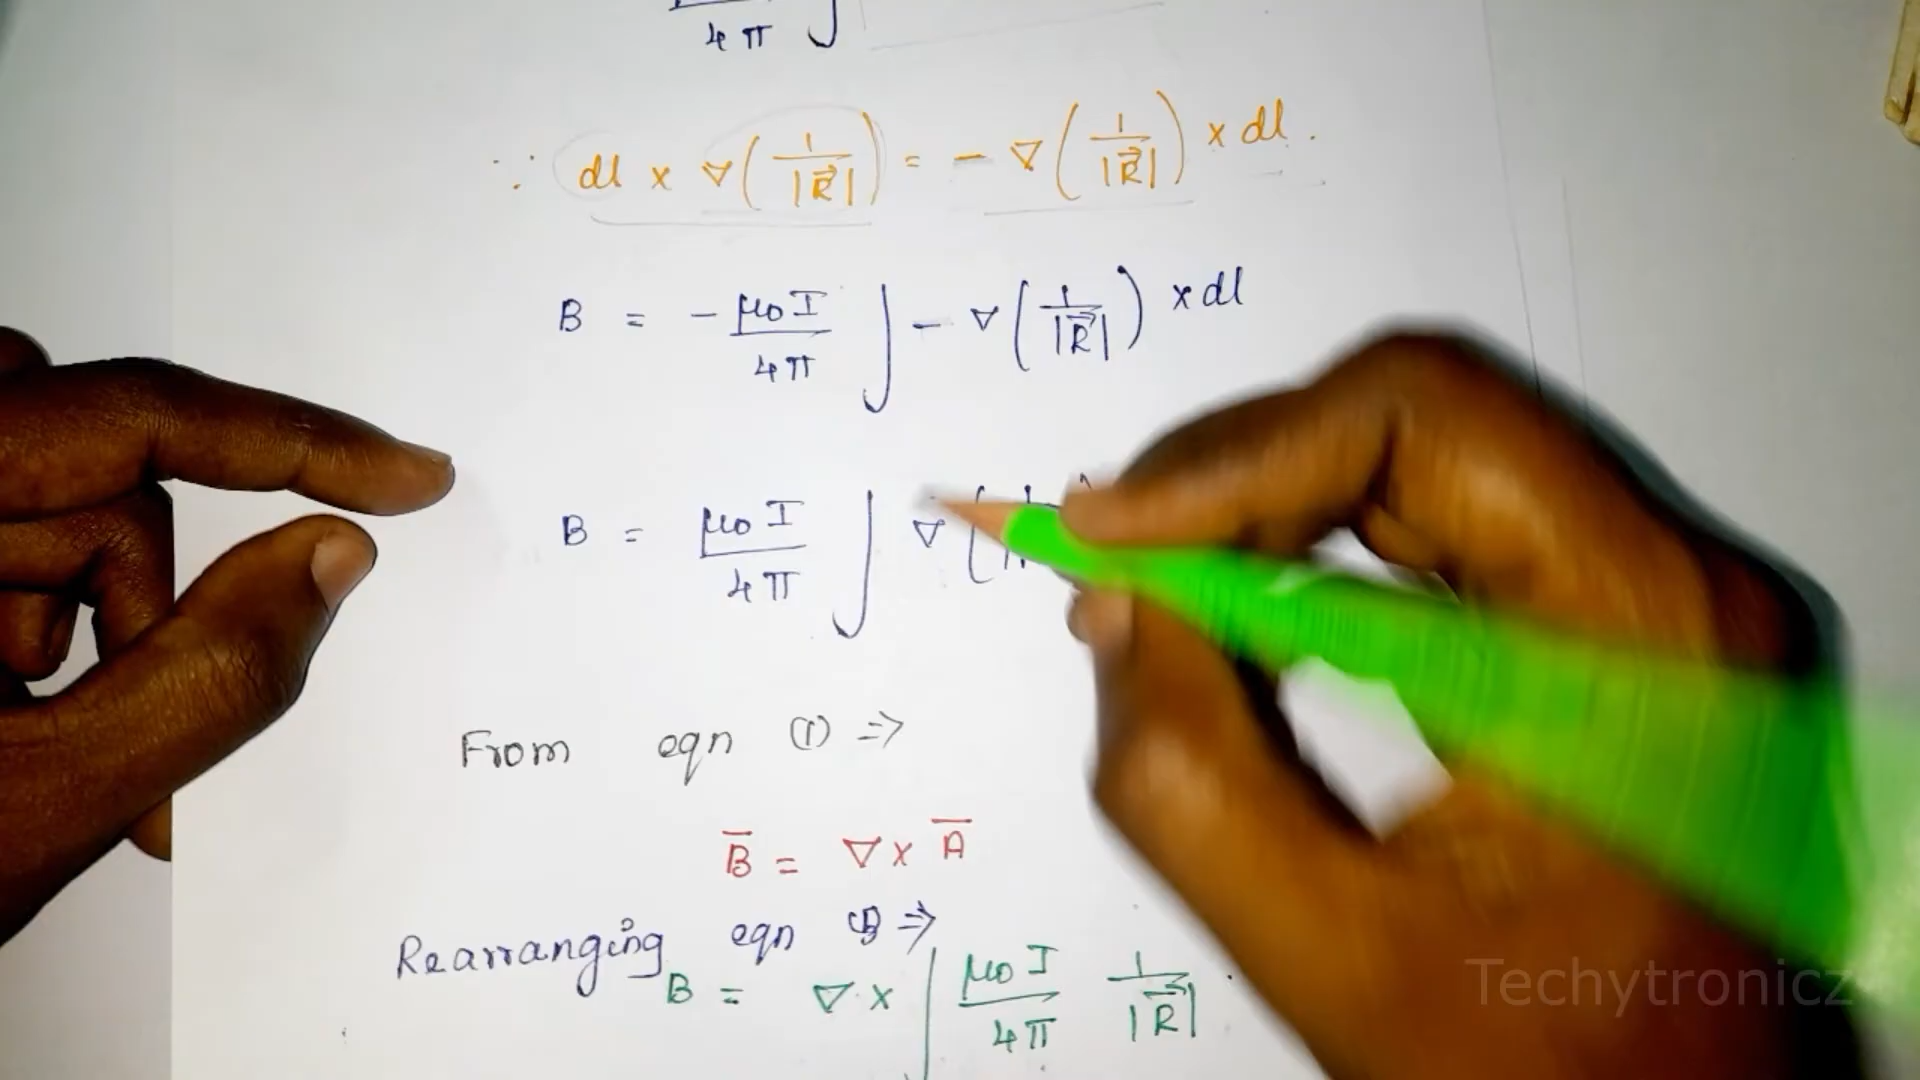 4π ∫
∵ dl × ∇(1/|R⃗|) = - ∇(1/|R⃗|) × dl .
B = - μ₀I/4π ∫ - ∇(1/|R⃗|) × dl
B = μ₀I/4π ∫ ∇(1
From eqn ① ⇒
B̅ = ∇ × A̅
Rearranging eqn ⇒
B = ∇ × ∫ μ₀I/4π 1/|R⃗| .
Techytronicz